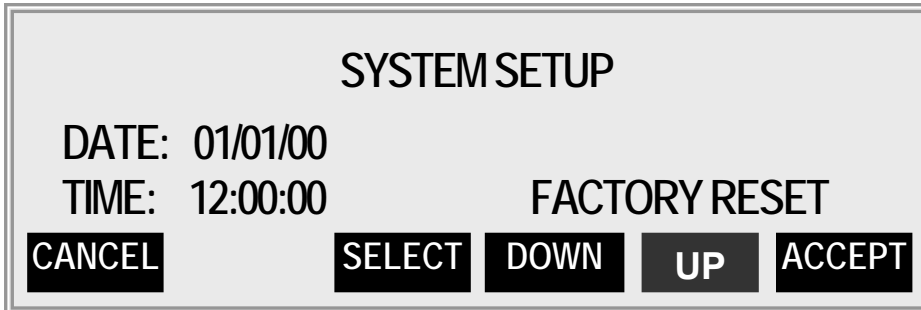 SYSTEM SETUP
DATE: 01/01/00
TIME: 12:00:00 FACTORY RESET
CANCEL SELECT DOWN UP ACCEPT